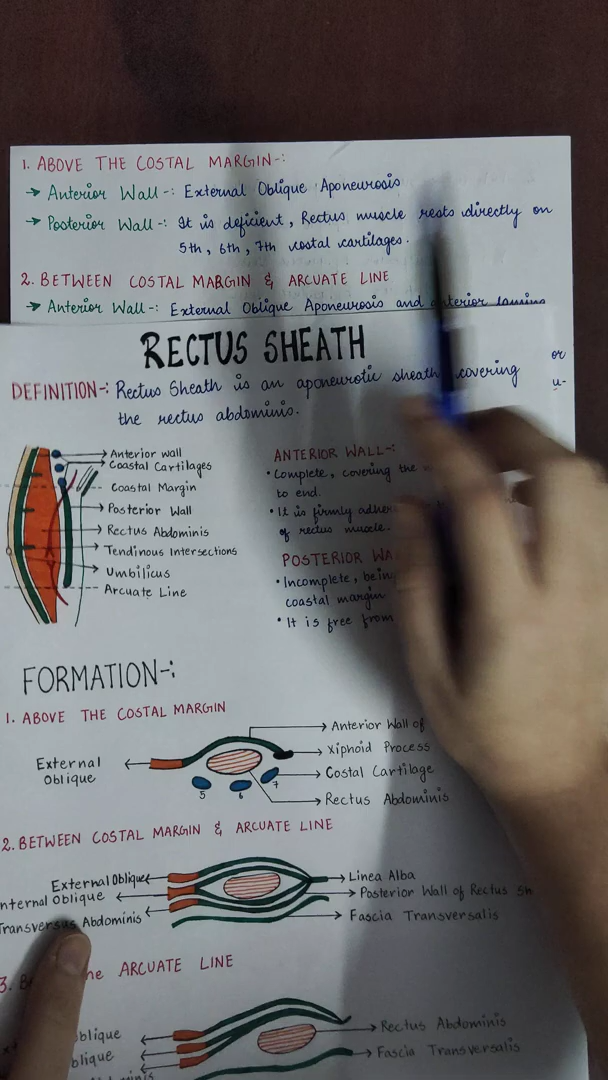 1. ABOVE THE COSTAL MARGIN-:
→ Anterior Wall -: External Oblique Aponeurosis
→ Posterior Wall -: It is deficient, Rectus muscle rests directly on
5th, 6th, 7th costal cartilages.
2. BETWEEN COSTAL MARGIN & ARCUATE LINE
→ Anterior Wall -: External Oblique Aponeurosis and anterior lamina
or
u-
RECTUS SHEATH
DEFINITION-: Rectus Sheath is an aponeurotic sheath covering
the rectus abdominis.
Anterior wall
Coastal Cartilages
Coastal Margin
Posterior Wall
Rectus Abdominis
Tendinous Intersections
Umbilicus
Arcuate Line
ANTERIOR WALL-:
• Complete, covering the
to end.
• It is firmly
of rectus muscle.
POSTERIOR
• Incomplete, being
coastal margin
• It is free from
FORMATION-:
1. ABOVE THE COSTAL MARGIN
Anterior Wall of
Xiphoid Process
External
Oblique
Costal Cartilage
5 6 7
Rectus Abdominis
2. BETWEEN COSTAL MARGIN & ARCUATE LINE
External Oblique
Linea Alba
nternal Oblique
Posterior Wall of Rectus Sh
Transversus Abdominis
Fascia Transversalis
3. the ARCUATE LINE
Rectus Abdominis
blique
blique
Fascia Transversalis